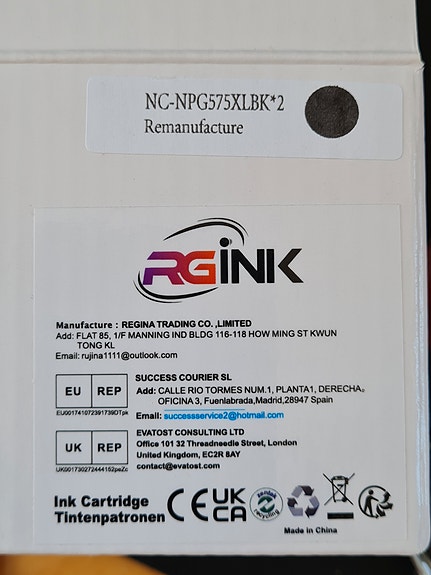 NC-NPG575XLBK*2
Remanufacture
RGINK
Manufacture : REGINA TRADING CO. ,LIMITED
Add: FLAT 85, 1/F MANNING IND BLDG 116-118 HOW MING ST KWUN
TONG KL
Email: rujina1111@outlook.com
EU REP
EU001741072391739DTpk
SUCCESS COURIER SL
Add: CALLE RIO TORMES NUM.1, PLANTA1, DERECHA。
OFICINA 3, Fuenlabrada,Madrid,28947 Spain
Email: successservice2@hotmail.com
UK REP
UK0017302724441​62peZc
EVATOST CONSULTING LTD
Office 101 32 Threadneedle Street, London
United Kingdom, EC2R 8AY
contact@evatost.com
Ink Cartridge
Tintenpatronen
CE
UK
CA
recycling
Made in China